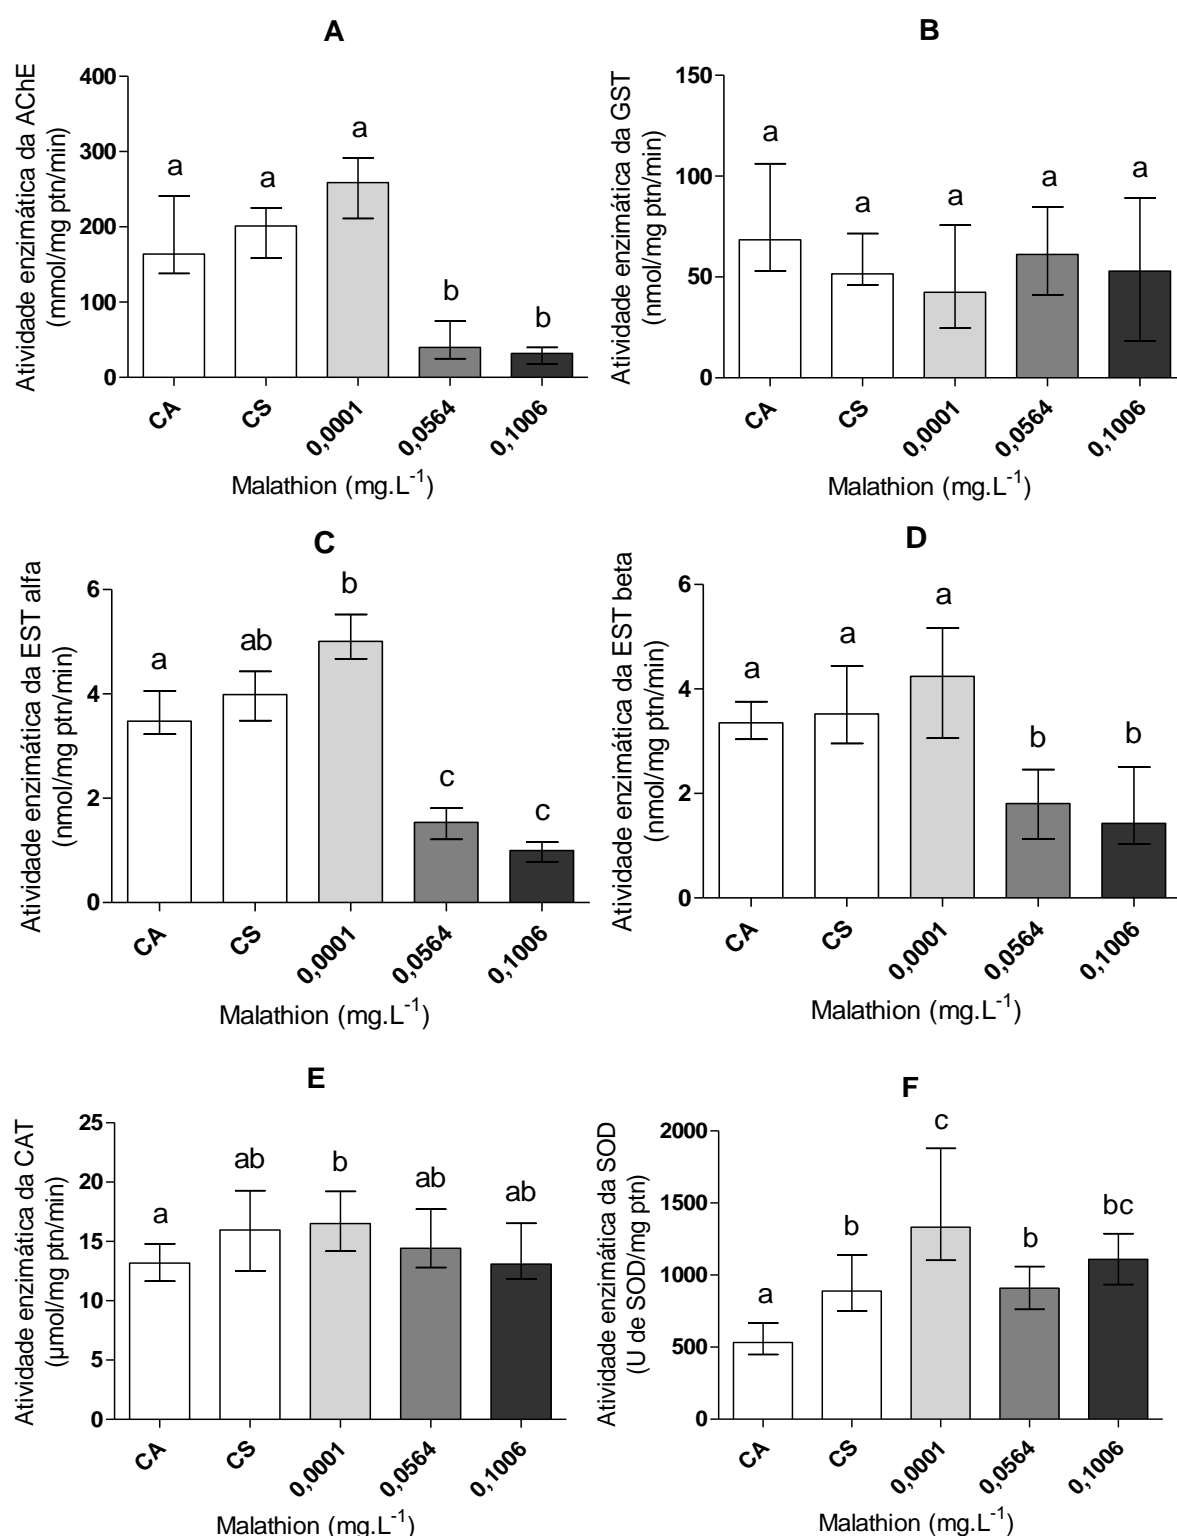 A
Atividade enzimática da AChE
(mmol/mg ptn/min)
400
300
200
100
0
a
a
a
b
b
CA
CS
0,0001
0,0564
0,1006
Malathion (mg.L-1)
B
Atividade enzimática da GST
(nmol/mg ptn/min)
150
100
50
0
a
a
a
a
a
CA
CS
0,0001
0,0564
0,1006
Malathion (mg.L-1)
C
Atividade enzimática da EST alfa
(nmol/mg ptn/min)
6
4
2
0
a
ab
b
c
c
CA
CS
0,0001
0,0564
0,1006
Malathion (mg.L-1)
D
Atividade enzimática da EST beta
(nmol/mg ptn/min)
6
4
2
0
a
a
a
b
b
CA
CS
0,0001
0,0564
0,1006
Malathion (mg.L-1)
E
Atividade enzimática da CAT
(µmol/mg ptn/min)
25
20
15
10
5
0
a
ab
b
ab
ab
CA
CS
0,0001
0,0564
0,1006
Malathion (mg.L-1)
F
Atividade enzimática da SOD
(U de SOD/mg ptn)
2000
1500
1000
500
0
a
b
c
b
bc
CA
CS
0,0001
0,0564
0,1006
Malathion (mg.L-1)